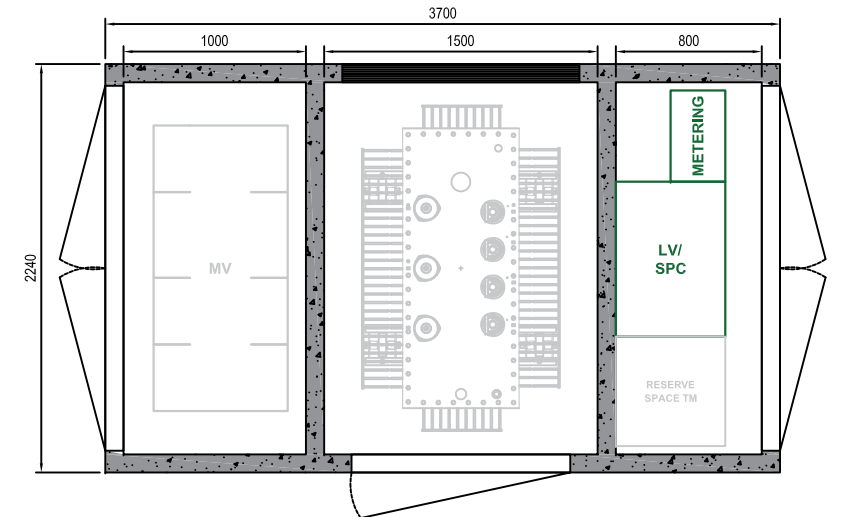 3700
1000
1500
800
2240
METERING
LV/
SPC
MV
RESERVE
SPACE TM